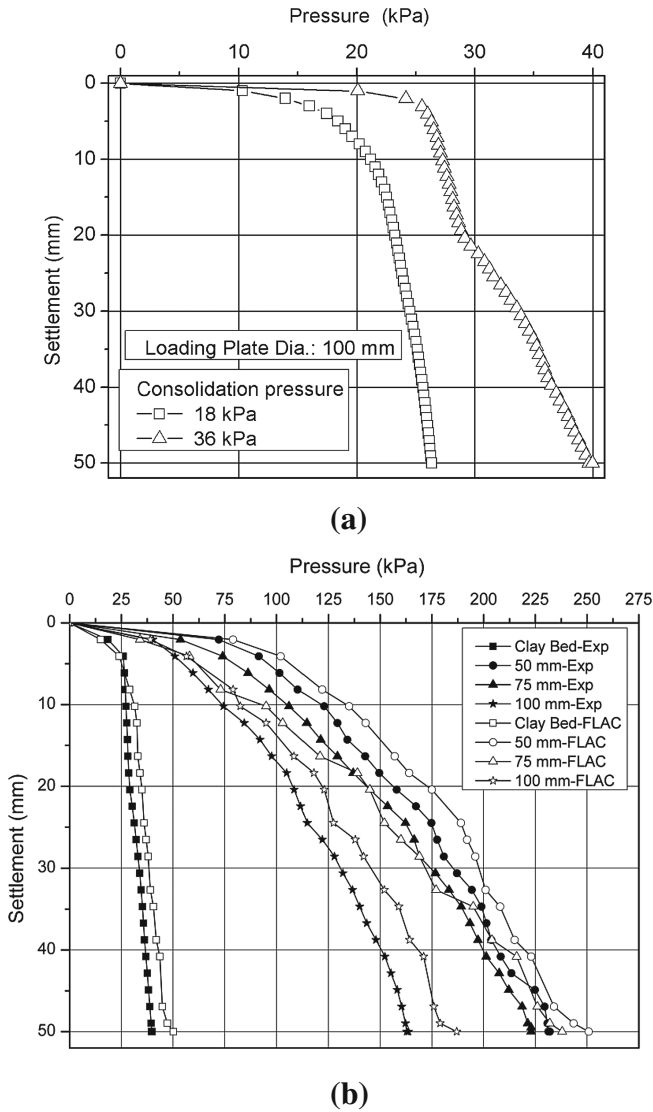 Pressure (kPa)
0 10 20 30 40
0
10
20
30
40
50
Settlement (mm)
Loading Plate Dia.: 100 mm
Consolidation pressure
18 kPa
36 kPa
(a)
Pressure (kPa)
0 25 50 75 100 125 150 175 200 225 250 275
0
10
20
30
40
50
Settlement (mm)
Clay Bed-Exp
50 mm-Exp
75 mm-Exp
100 mm-Exp
Clay Bed-FLAC
50 mm-FLAC
75 mm-FLAC
100 mm-FLAC
(b)